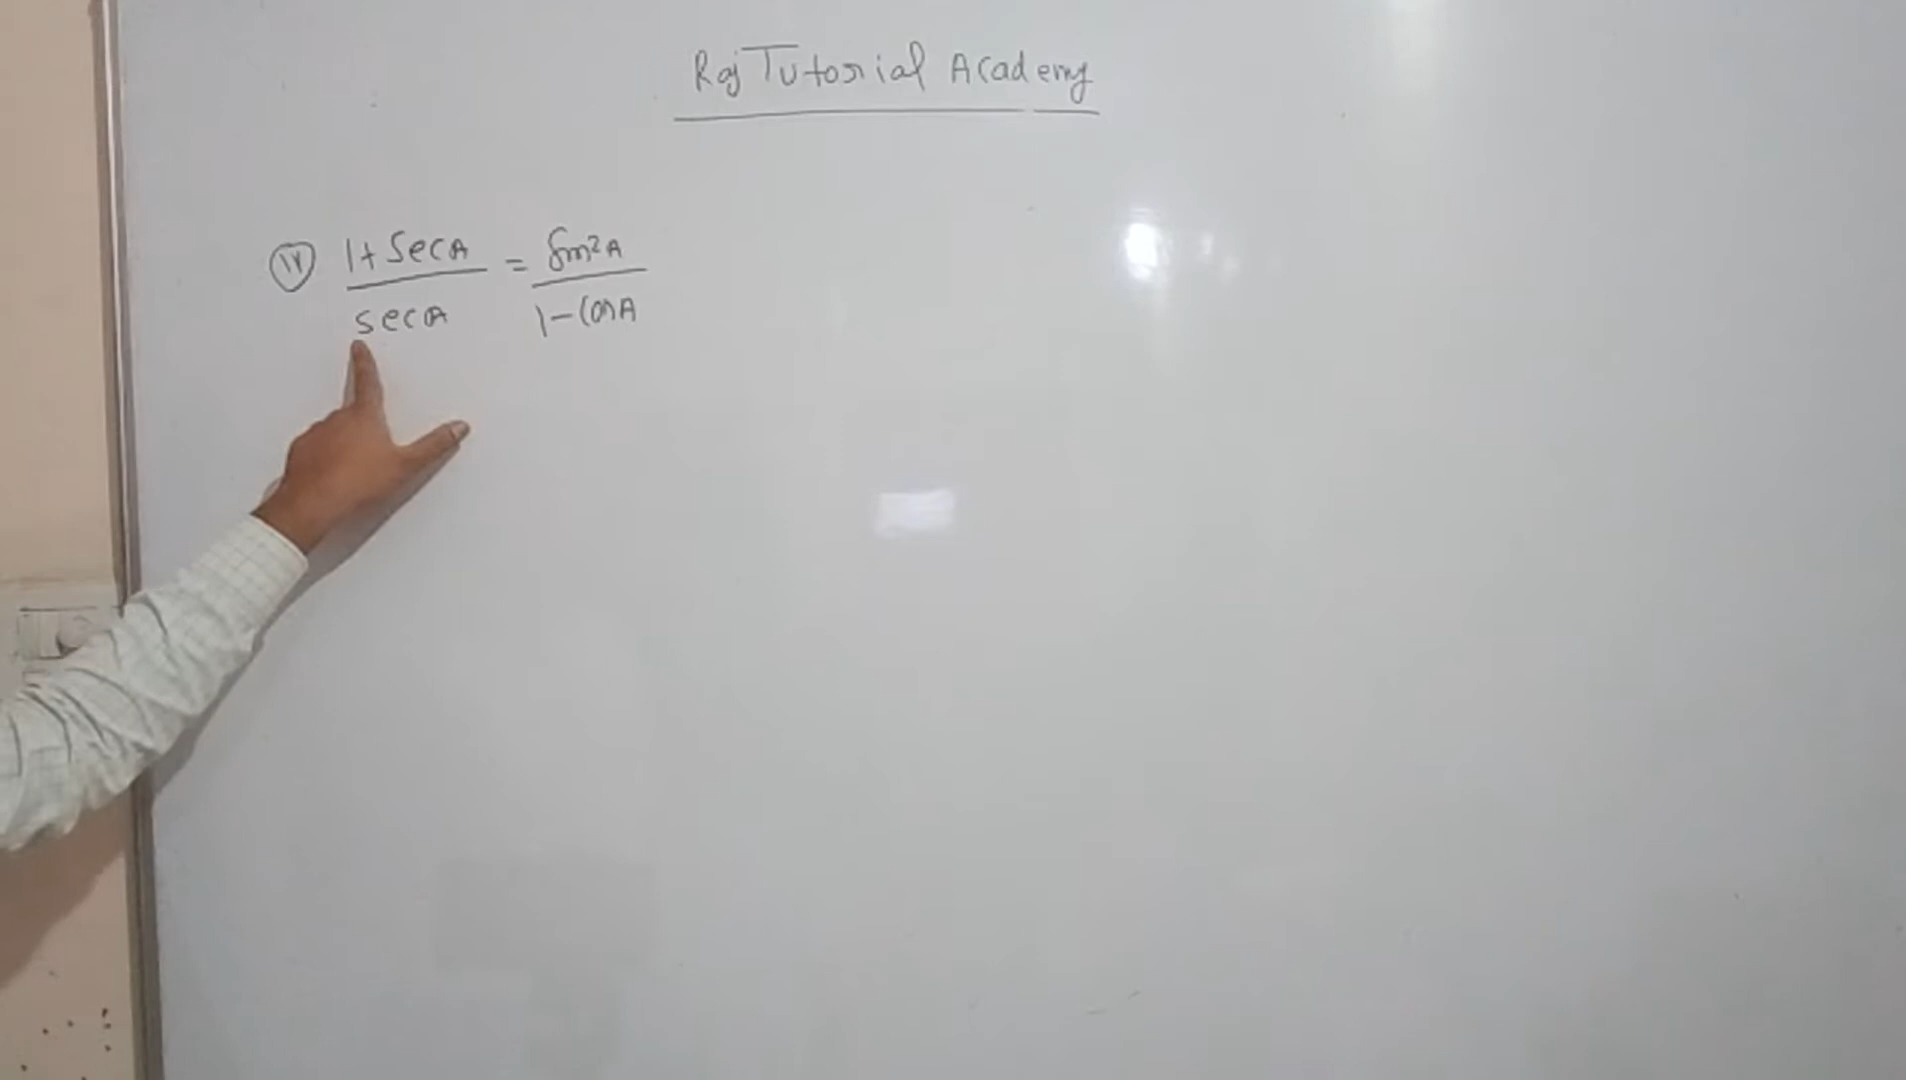 Raj Tutorial Academy
(iv) 1+SecA / secA = sin²A / 1-cosA